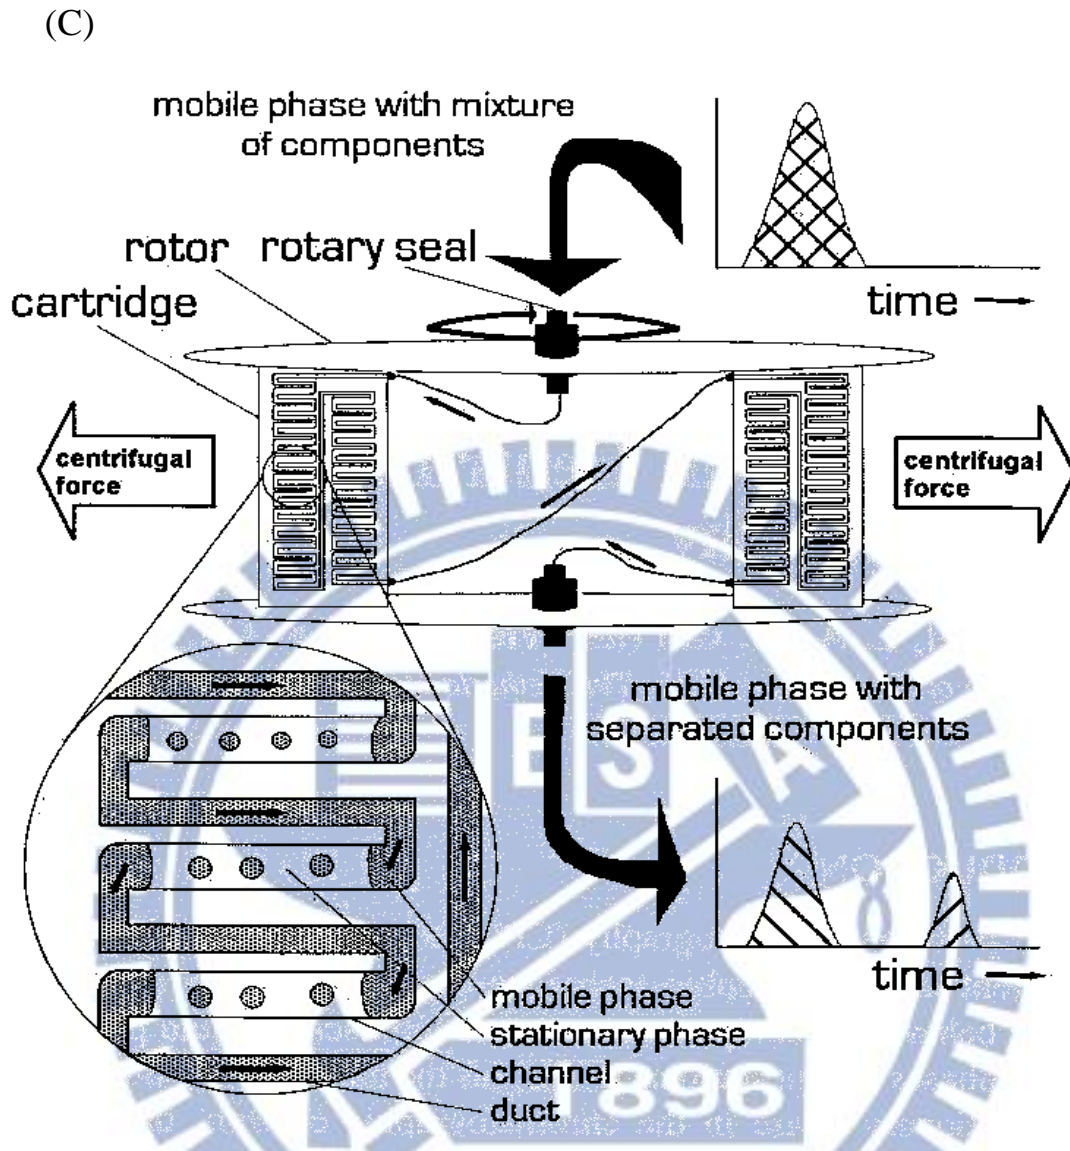 (C)
mobile phase with mixture
of components
rotor
rotary seal
cartridge
time
centrifugal
force
centrifugal
force
mobile phase with
separated components
time
mobile phase
stationary phase
channel
duct
E S A
1896